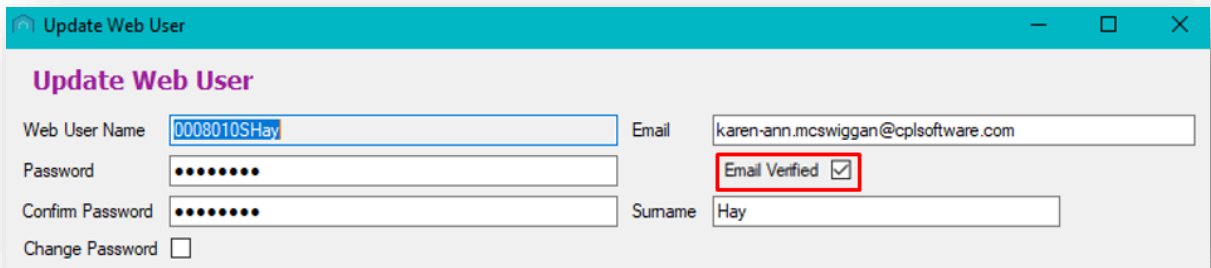 Update Web User
Update Web User
Web User Name 0008010SHay Email karen-ann.mcswiggan@cplsoftware.com
Password •••••••• Email Verified
Confirm Password •••••••• Surname Hay
Change Password